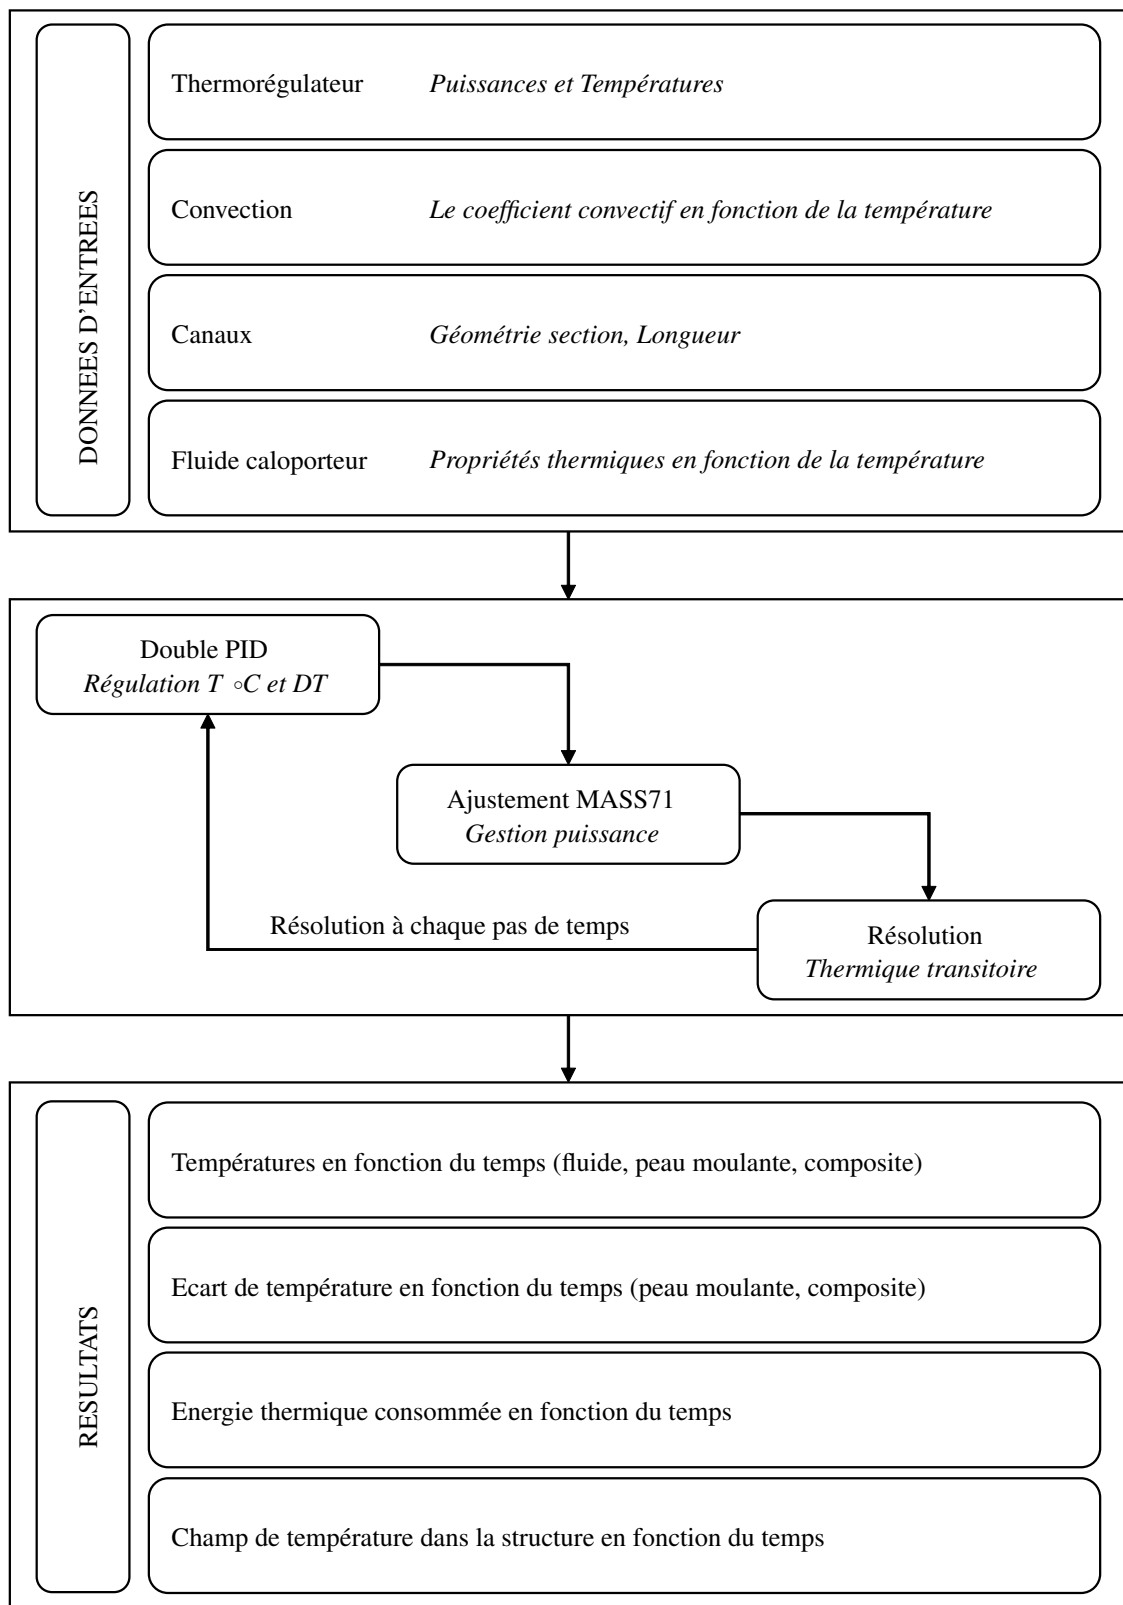 DONNEES D'ENTREES
Thermorégulateur Puissances et Températures
Convection Le coefficient convectif en fonction de la température
Canaux Géométrie section, Longueur
Fluide caloporteur Propriétés thermiques en fonction de la température
Double PID
Régulation T ◦C et DT
Ajustement MASS71
Gestion puissance
Résolution à chaque pas de temps
Résolution
Thermique transitoire
RESULTATS
Températures en fonction du temps (fluide, peau moulante, composite)
Ecart de température en fonction du temps (peau moulante, composite)
Energie thermique consommée en fonction du temps
Champ de température dans la structure en fonction du temps